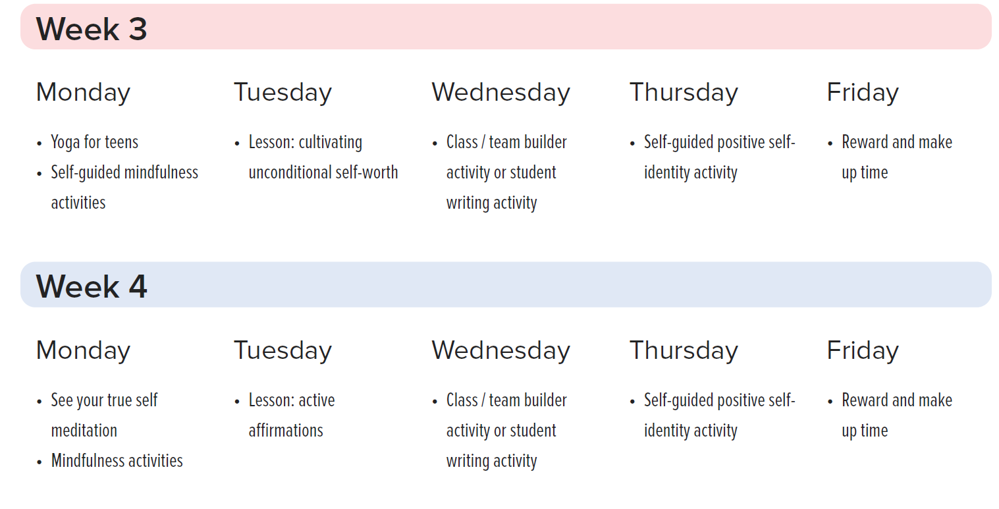 Week 3
Monday
Tuesday
Wednesday
Thursday
Friday
• Yoga for teens
• Self-guided mindfulness
activities
• Lesson: cultivating
unconditional self-worth
• Class / team builder
activity or student
writing activity
• Self-guided positive self-
identity activity
• Reward and make
up time
Week 4
Monday
Tuesday
Wednesday
Thursday
Friday
• See your true self
meditation
• Mindfulness activities
• Lesson: active
affirmations
• Class / team builder
activity or student
writing activity
• Self-guided positive self-
identity activity
• Reward and make
up time